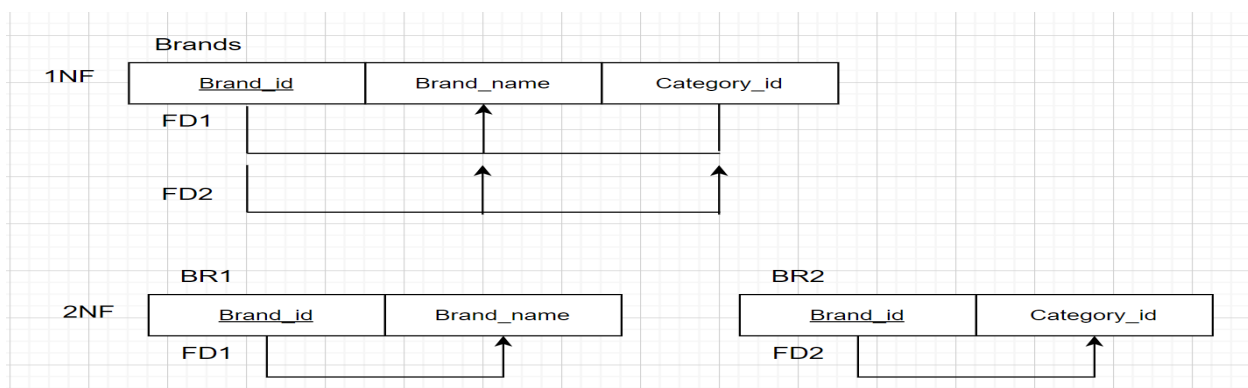 Brands
1NF Brand_id Brand_name Category_id
FD1
FD2
BR1 BR2
2NF Brand_id Brand_name Brand_id Category_id
FD1 FD2